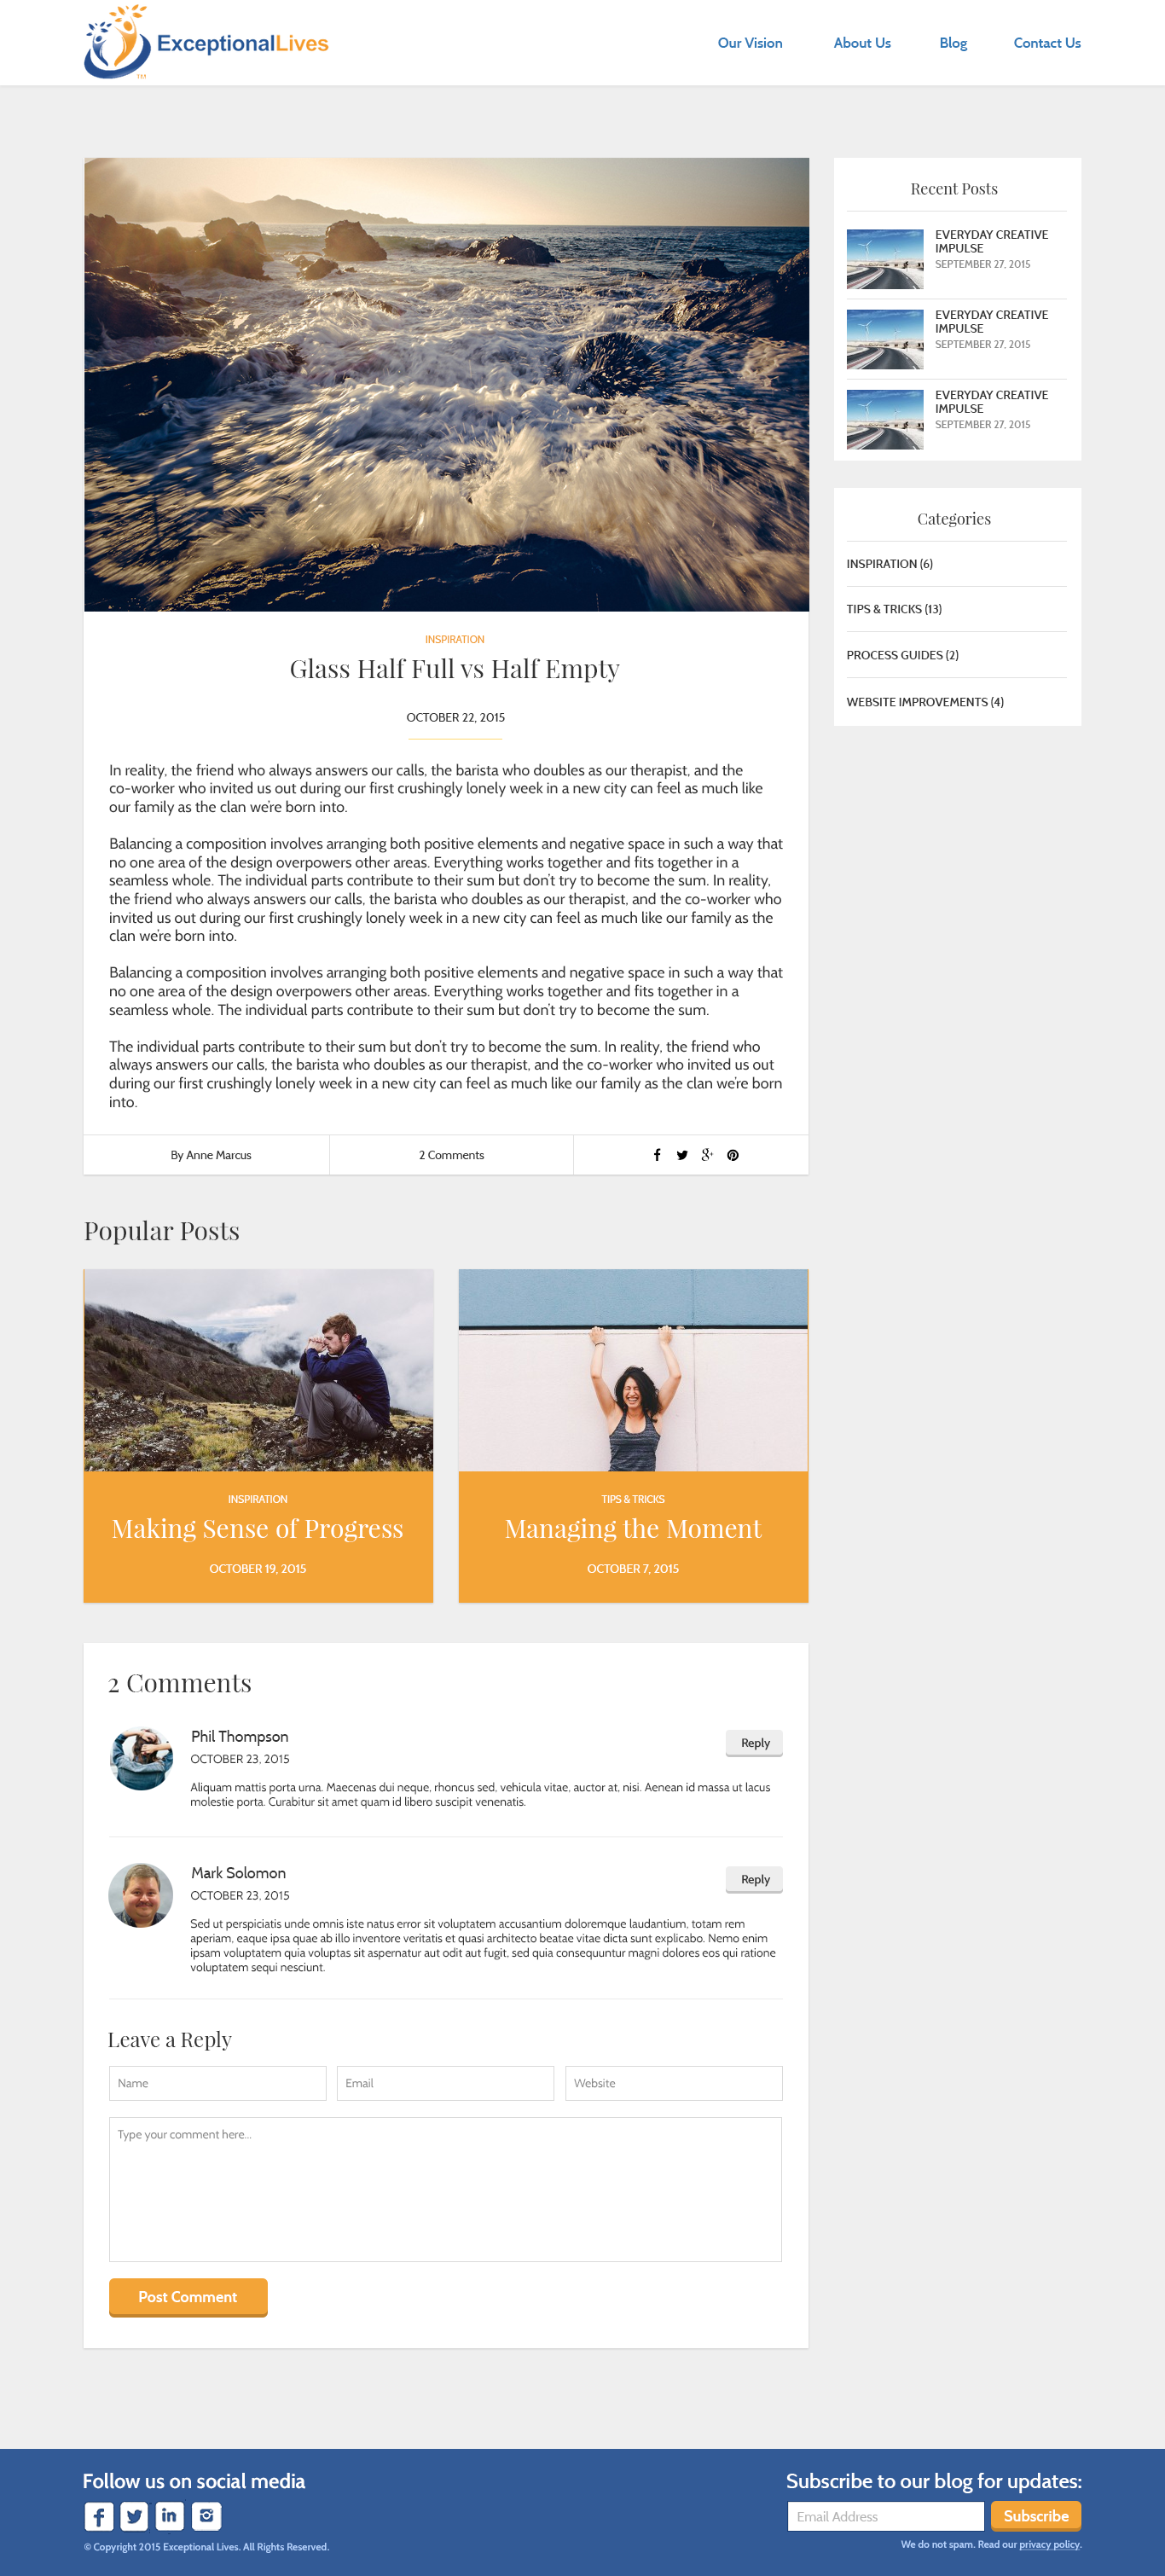 ExceptionalLives
TM
Our Vision
About Us
Blog
Contact Us
INSPIRATION
Glass Half Full vs Half Empty
OCTOBER 22, 2015
In reality, the friend who always answers our calls, the barista who doubles as our therapist, and the
co-worker who invited us out during our first crushingly lonely week in a new city can feel as much like
our family as the clan we're born into.
Balancing a composition involves arranging both positive elements and negative space in such a way that
no one area of the design overpowers other areas. Everything works together and fits together in a
seamless whole. The individual parts contribute to their sum but don't try to become the sum. In reality,
the friend who always answers our calls, the barista who doubles as our therapist, and the co-worker who
invited us out during our first crushingly lonely week in a new city can feel as much like our family as the
clan we're born into.
Balancing a composition involves arranging both positive elements and negative space in such a way that
no one area of the design overpowers other areas. Everything works together and fits together in a
seamless whole. The individual parts contribute to their sum but don't try to become the sum.
The individual parts contribute to their sum but don't try to become the sum. In reality, the friend who
always answers our calls, the barista who doubles as our therapist, and the co-worker who invited us out
during our first crushingly lonely week in a new city can feel as much like our family as the clan we're born
into.
By Anne Marcus
2 Comments
Recent Posts
EVERYDAY CREATIVE
IMPULSE
SEPTEMBER 27, 2015
EVERYDAY CREATIVE
IMPULSE
SEPTEMBER 27, 2015
EVERYDAY CREATIVE
IMPULSE
SEPTEMBER 27, 2015
Categories
INSPIRATION (6)
TIPS & TRICKS (13)
PROCESS GUIDES (2)
WEBSITE IMPROVEMENTS (4)
Popular Posts
INSPIRATION
Making Sense of Progress
OCTOBER 19, 2015
TIPS & TRICKS
Managing the Moment
OCTOBER 7, 2015
2 Comments
Phil Thompson
Reply
OCTOBER 23, 2015
Aliquam mattis porta urna. Maecenas dui neque, rhoncus sed, vehicula vitae, auctor at, nisi. Aenean id massa ut lacus
molestie porta. Curabitur sit amet quam id libero suscipit venenatis.
Mark Solomon
Reply
OCTOBER 23, 2015
Sed ut perspiciatis unde omnis iste natus error sit voluptatem accusantium doloremque laudantium, totam rem
aperiam, eaque ipsa quae ab illo inventore veritatis et quasi architecto beatae vitae dicta sunt explicabo. Nemo enim
ipsam voluptatem quia voluptas sit aspernatur aut odit aut fugit, sed quia consequuntur magni dolores eos qui ratione
voluptatem sequi nesciunt.
Leave a Reply
Name
Email
Website
Type your comment here...
Post Comment
Follow us on social media
© Copyright 2015 Exceptional Lives. All Rights Reserved.
Subscribe to our blog for updates:
Email Address
Subscribe
We do not spam. Read our privacy policy.